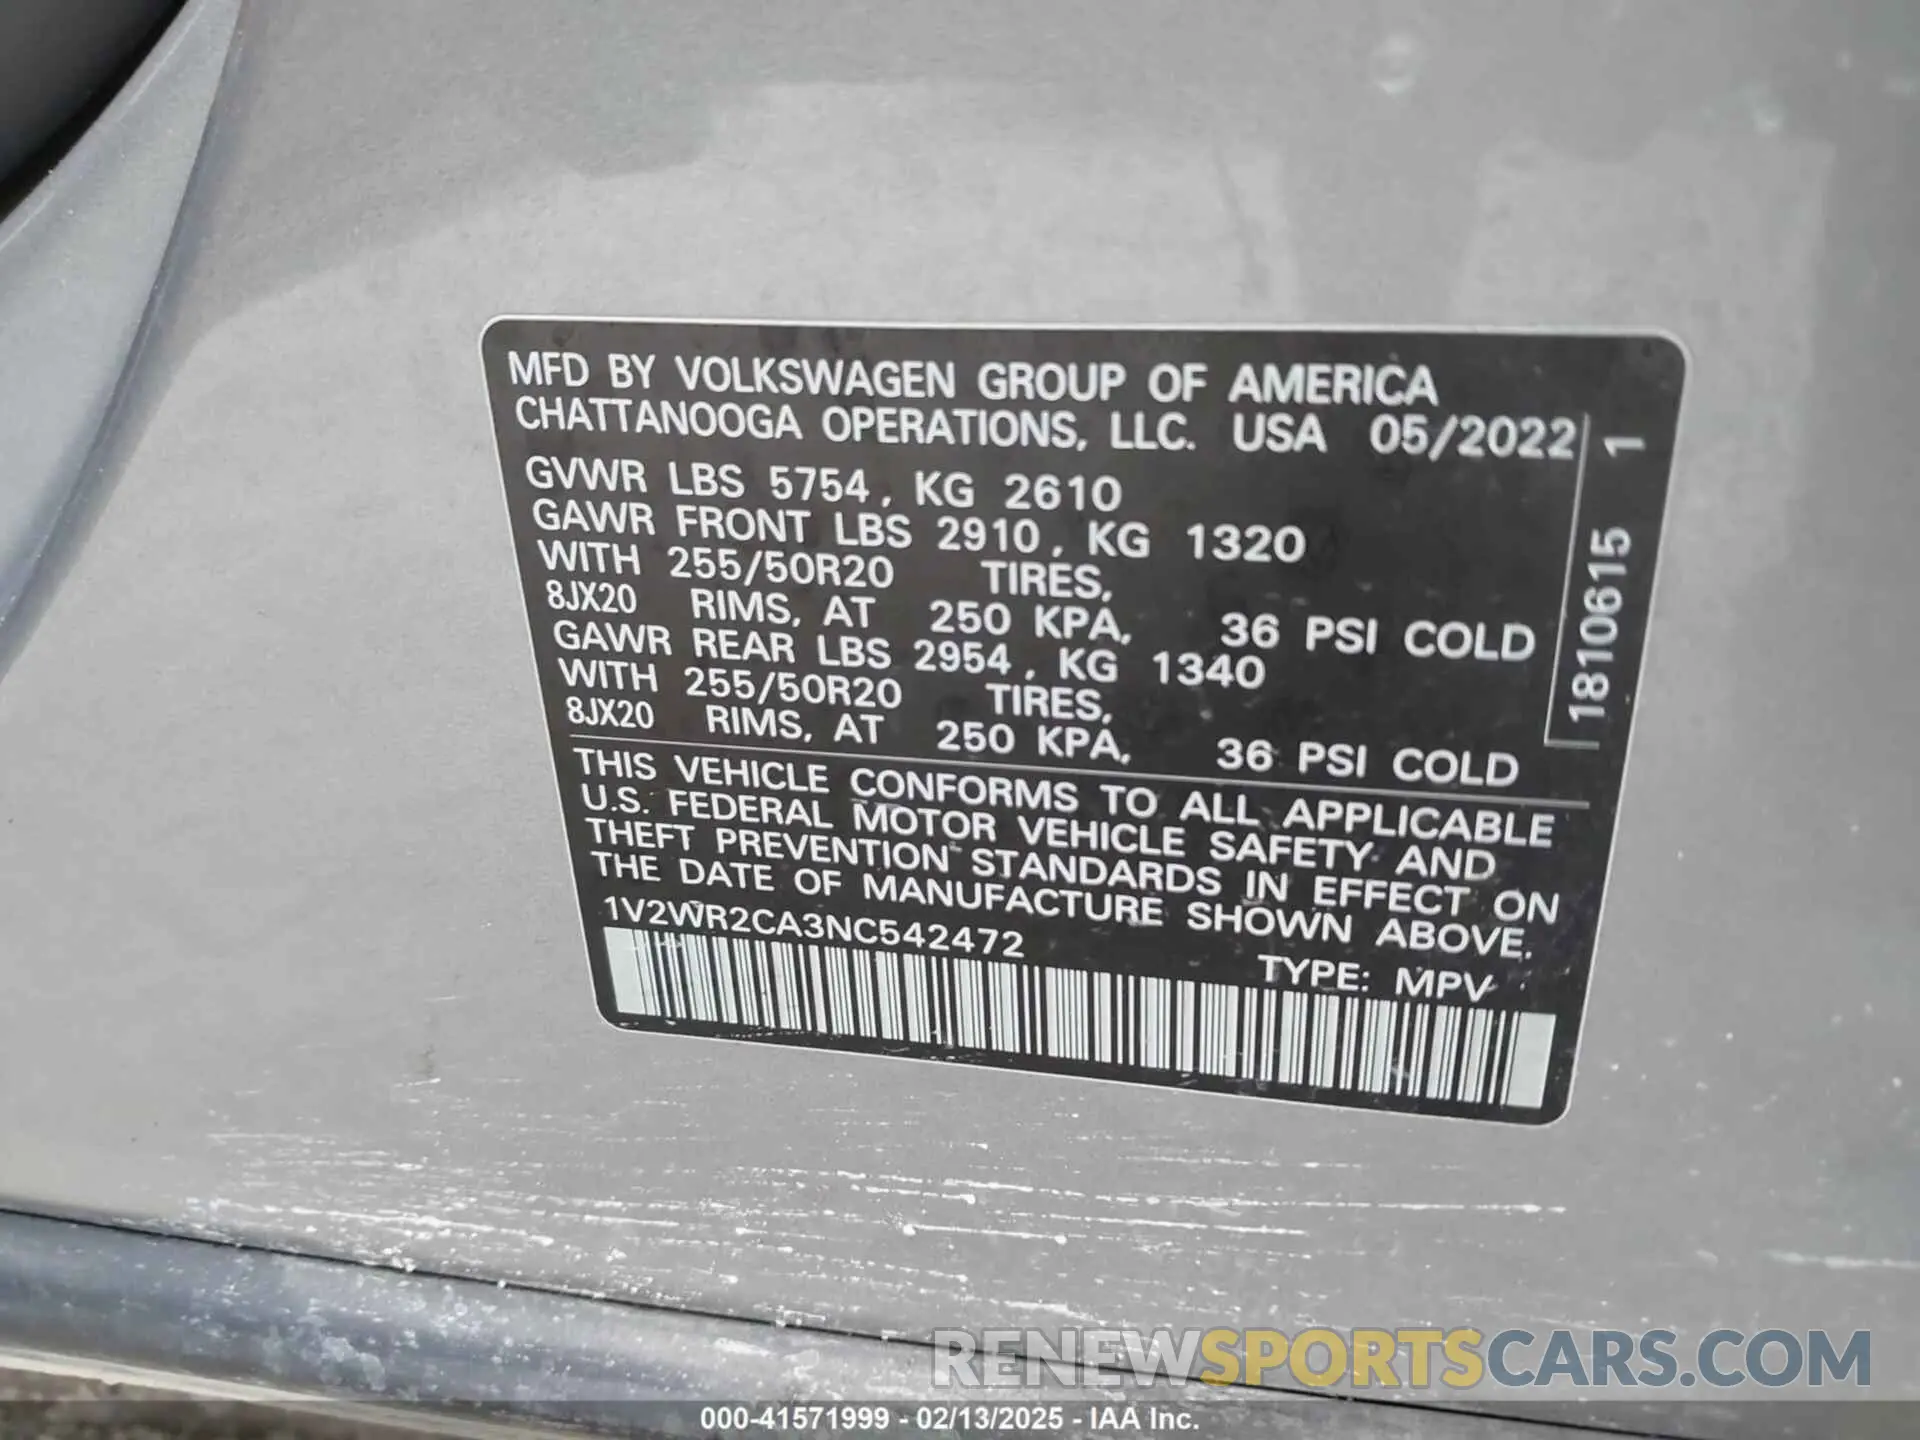 MFD BY VOLKSWAGEN GROUP OF AMERICA
CHATTANOOGA OPERATIONS, LLC. USA 05/2022
GVWR LBS 5754, KG 2610
GAWR FRONT LBS 2910, KG 1320
WITH 255/50R20 TIRES,
8JX20 RIMS, AT 250 KPA, 36 PSI COLD
GAWR REAR LBS 2954, KG 1340
WITH 255/50R20 TIRES,
8JX20 RIMS, AT 250 KPA, 36 PSI COLD
THIS VEHICLE CONFORMS TO ALL APPLICABLE
U.S. FEDERAL MOTOR VEHICLE SAFETY AND
THEFT PREVENTION STANDARDS IN EFFECT ON
THE DATE OF MANUFACTURE SHOWN ABOVE.
1V2WR2CA3NC542472
TYPE: MPV
1810615 1
RENEWSPORTSCARS.COM
000-41571999 - 02/13/2025 - IAA Inc.